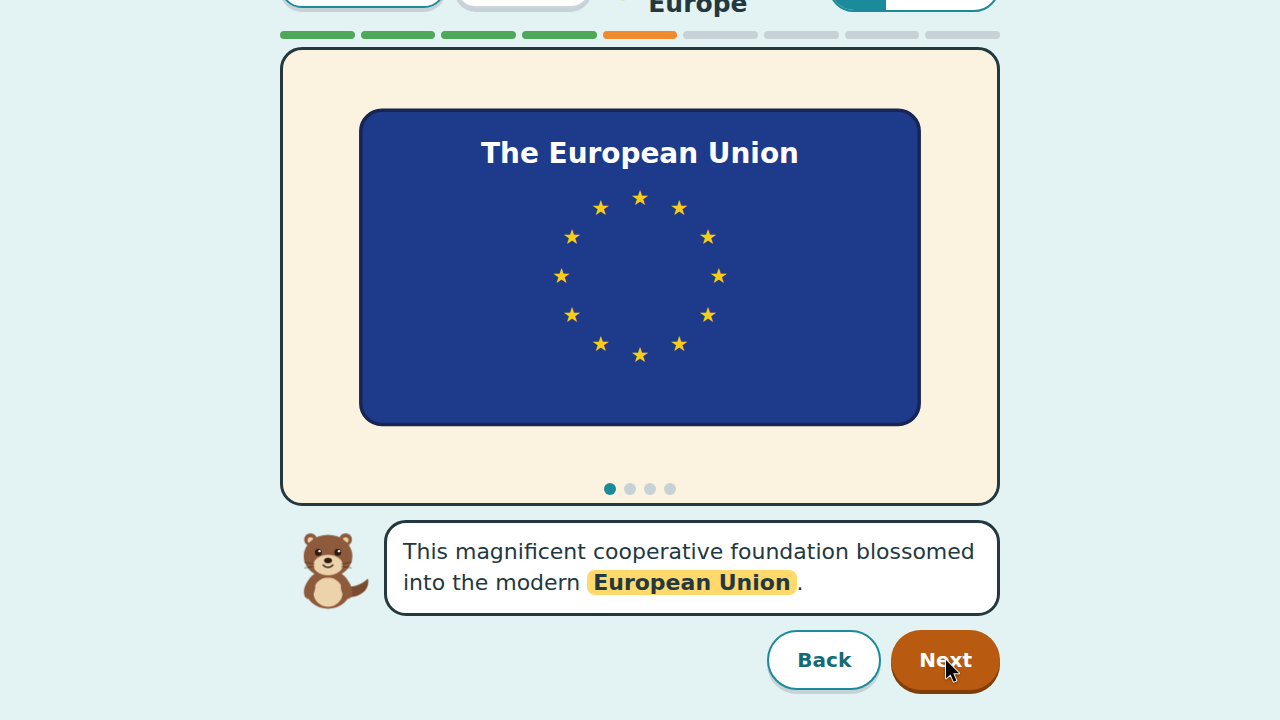 Europe
The European Union
This magnificent cooperative foundation blossomed
into the modern European Union.
Back
Next